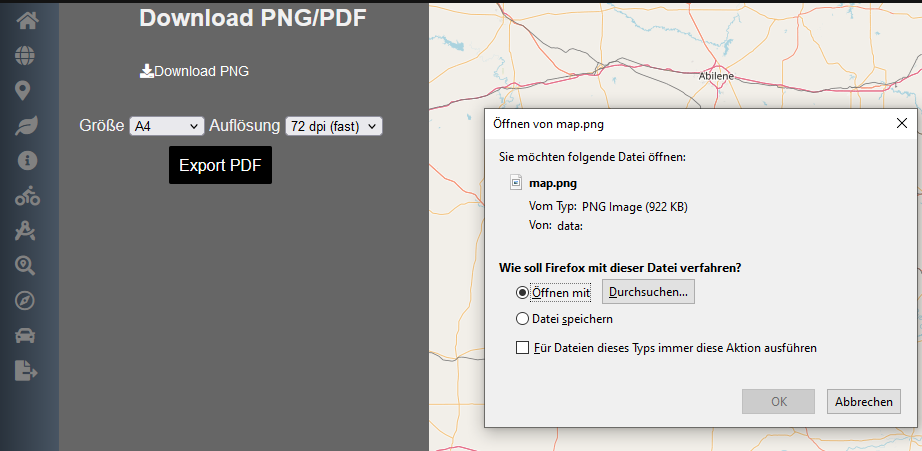 Download PNG/PDF
Download PNG
Größe A4 Auflösung 72 dpi (fast)
Export PDF
Abilene
Öffnen von map.png
Sie möchten folgende Datei öffnen:
map.png
Vom Typ: PNG Image (922 KB)
Von: data:
Wie soll Firefox mit dieser Datei verfahren?
Öffnen mit Durchsuchen...
Datei speichern
Für Dateien dieses Typs immer diese Aktion ausführen
OK Abbrechen